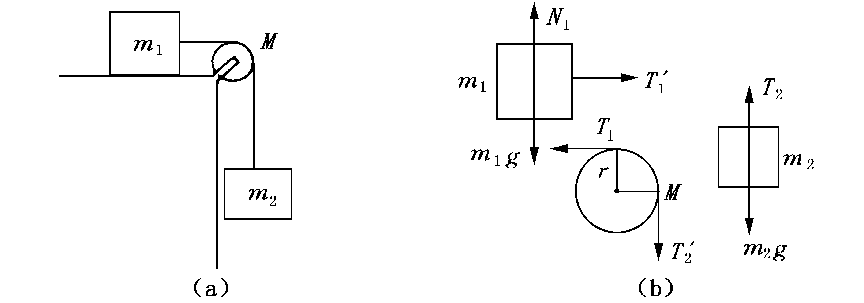 m₁
M
m₂
(a)
N₁
m₁
T₁′
m₁g
T₁
r
M
T₂′
T₂
m₂
m₂g
(b)